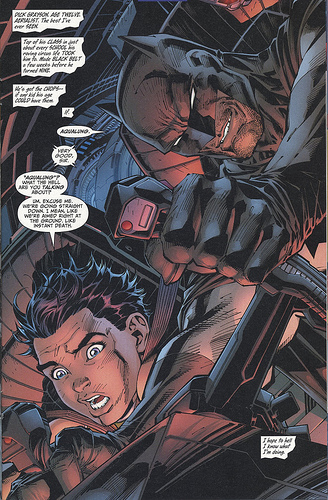 DICK GRAYSON. AGE TWELVE.
AERIALIST. The best I've
ever SEEN.
Top of his CLASS in just
about every SCHOOL his
roving circus life TOOK
him to. Made BLACK BELT
a few weeks before he
turned NINE.
He's got the CHOPS—
if any kid his age
COULD have them.
If.
AQUALUNG.
VERY
GOOD,
SIR.
"AQUALUNG"?
WHAT THE HELL
ARE YOU TALKING
ABOUT?
UM, EXCUSE ME.
WE'RE GOING STRAIGHT
DOWN. I MEAN, LIKE
WE'RE AIMED RIGHT AT
THE GROUND. LIKE
INSTANT DEATH.
I hope to hell
I know what
I'm doing.